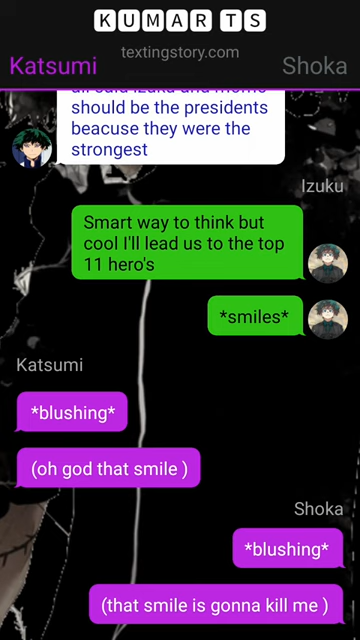 KUMAR TS
textingstory.com
Katsumi
Shoka
should be the presidents
beacuse they were the
strongest
Izuku
Smart way to think but
cool I'll lead us to the top
11 hero's
*smiles*
Katsumi
*blushing*
(oh god that smile )
Shoka
*blushing*
(that smile is gonna kill me )